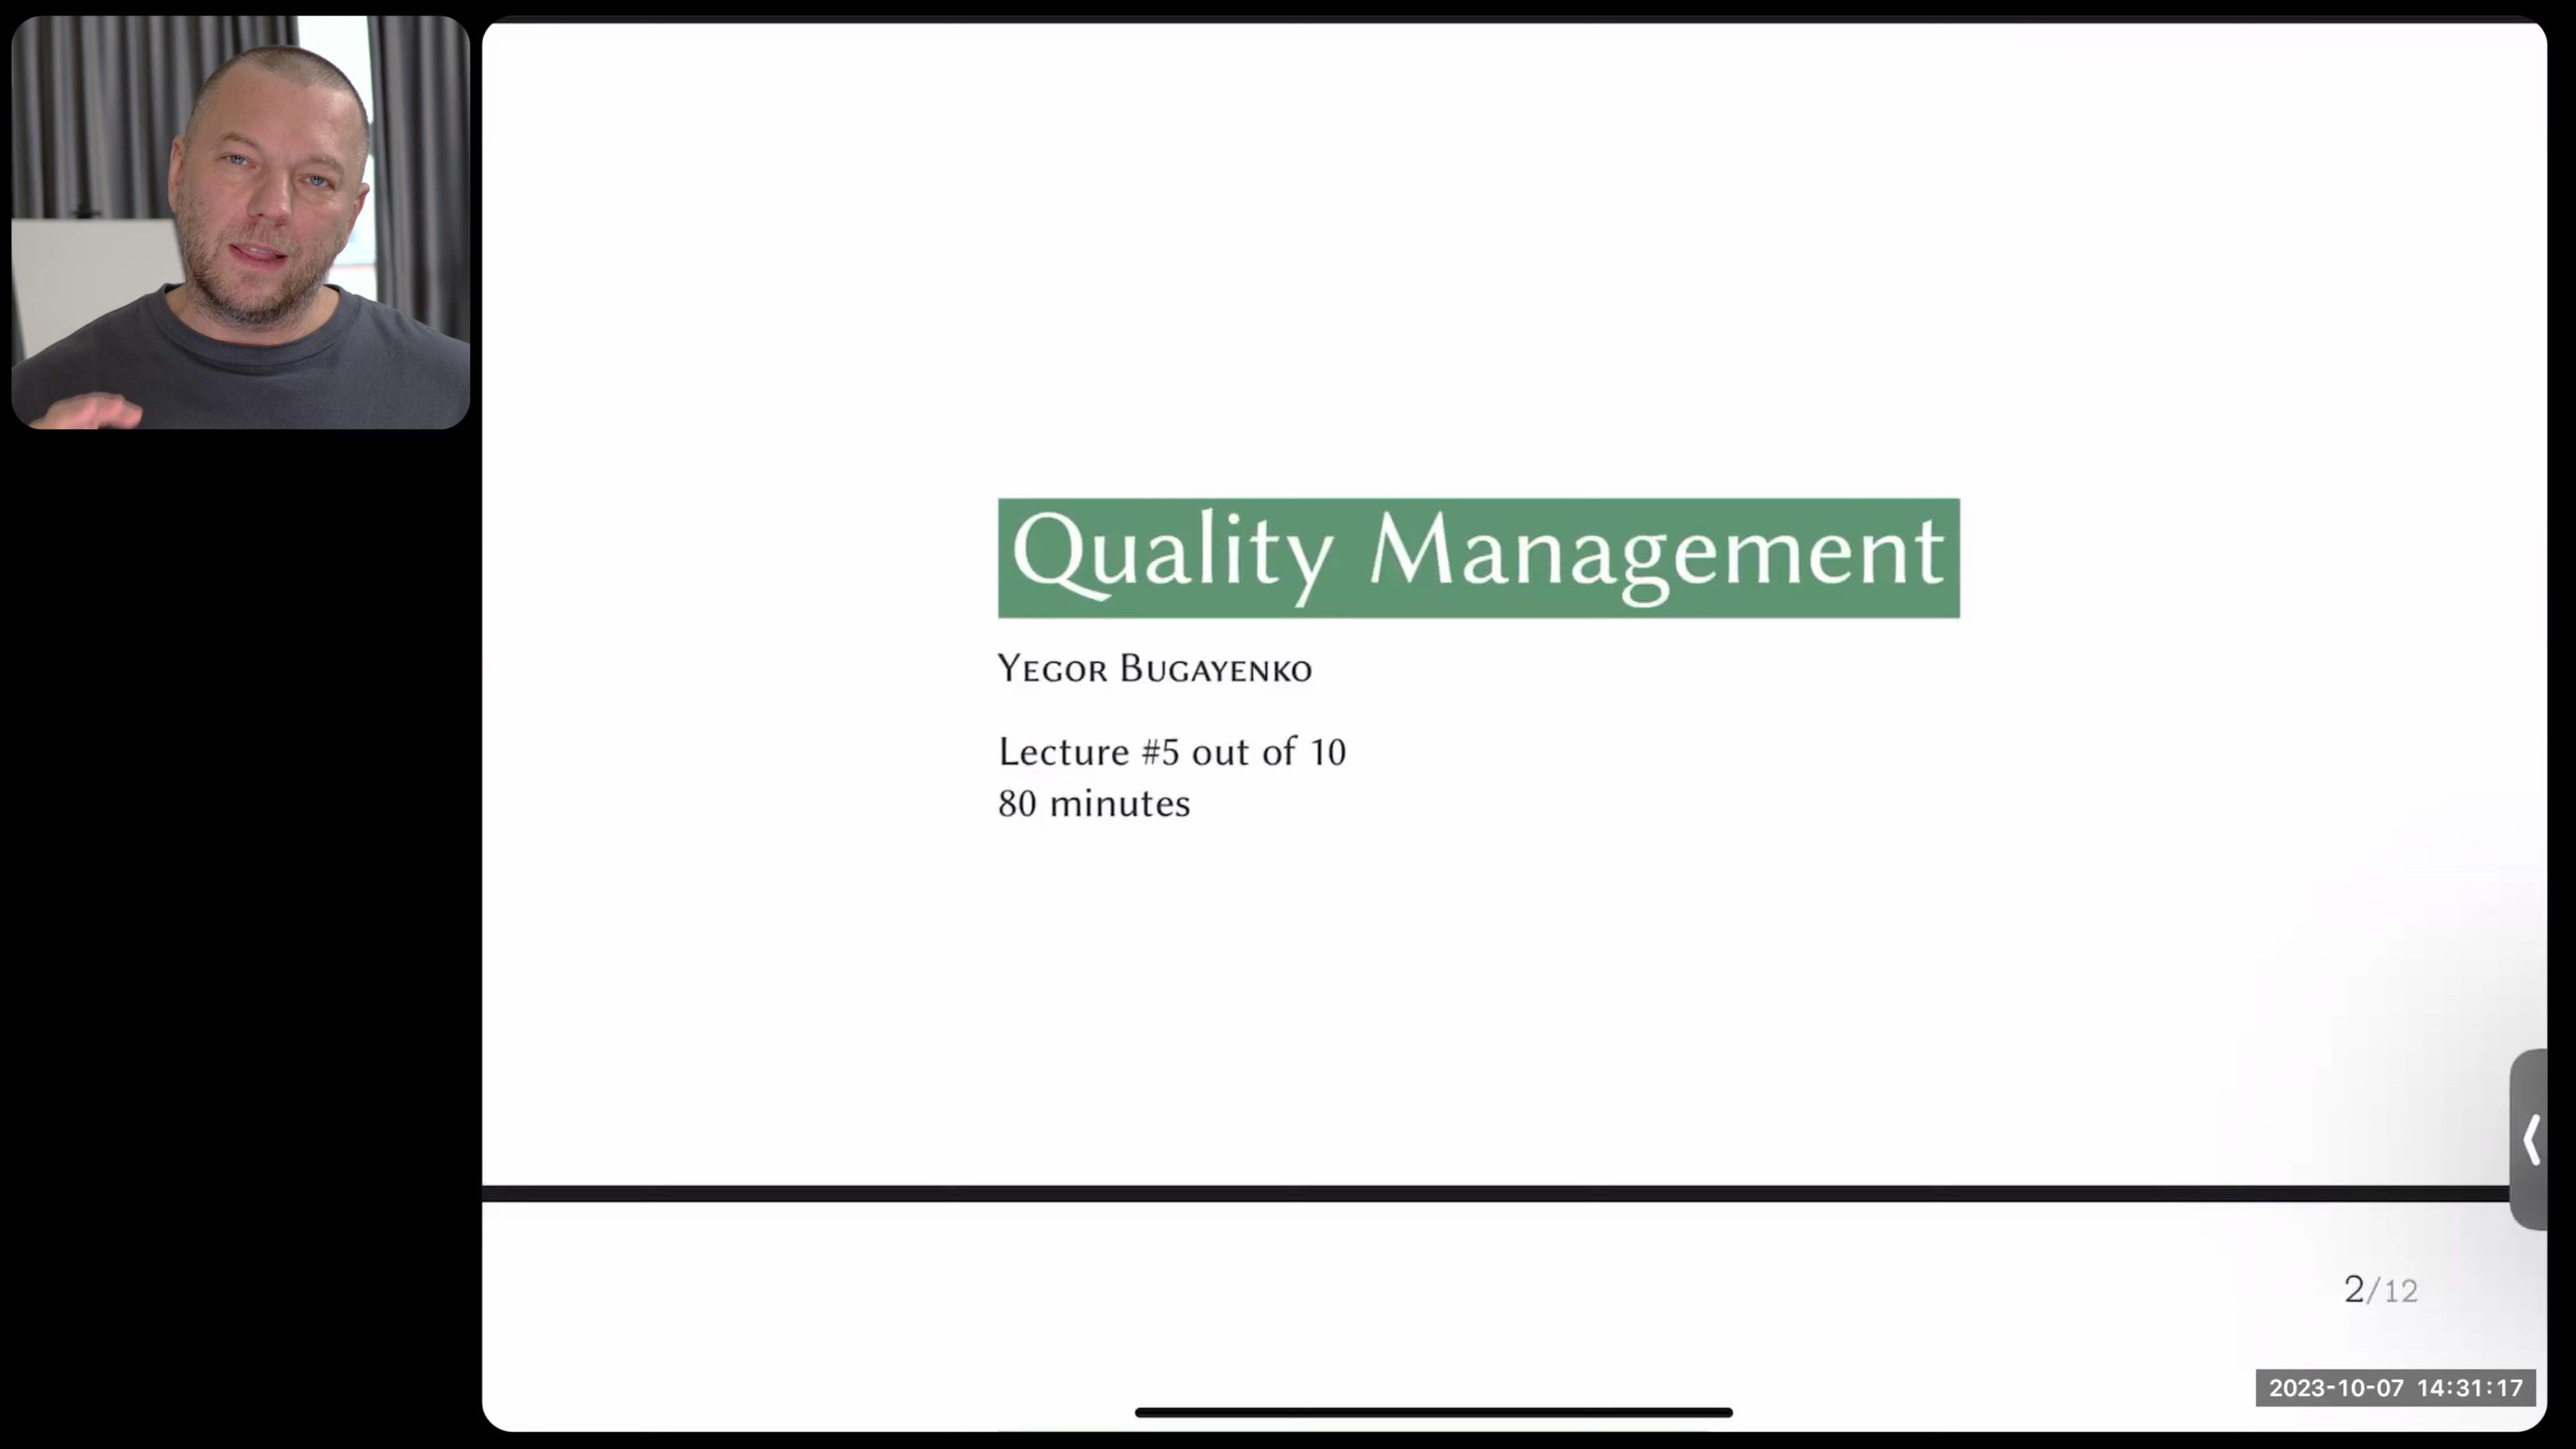 Quality Management
Yegor Bugayenko
Lecture #5 out of 10
80 minutes
2/12
2023-10-07 14:31:17